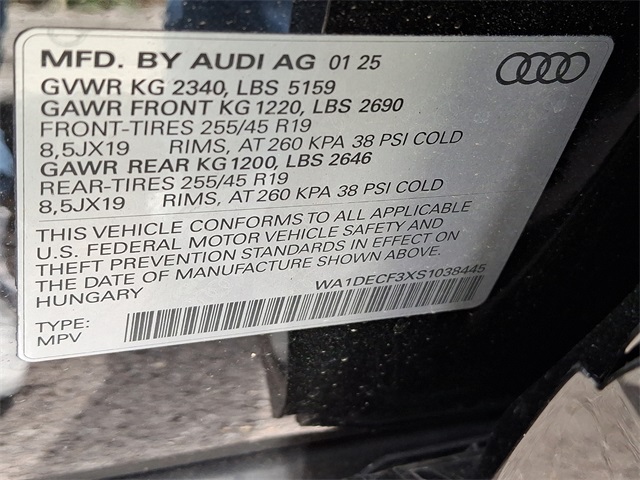 MFD. BY AUDI AG 01 25
GVWR KG 2340, LBS 5159
GAWR FRONT KG 1220, LBS 2690
FRONT-TIRES 255/45 R19
8,5JX19 RIMS, AT 260 KPA 38 PSI COLD
GAWR REAR KG 1200, LBS 2646
REAR-TIRES 255/45 R19
8,5JX19 RIMS, AT 260 KPA 38 PSI COLD
THIS VEHICLE CONFORMS TO ALL APPLICABLE
U.S. FEDERAL MOTOR VEHICLE SAFETY AND
THEFT PREVENTION STANDARDS IN EFFECT ON
THE DATE OF MANUFACTURE SHOWN ABOVE.
HUNGARY
WA1DECF3XS1038445
TYPE:
MPV